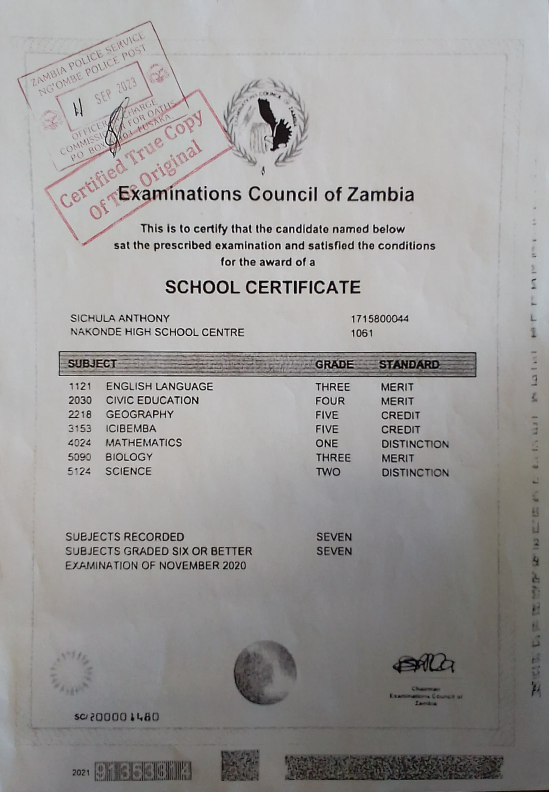 ZAMBIA POLICE SERVICE
NG'OMBE POLICE POST
11 SEP 2023
Certified True Copy
Of The Original
Examinations Council of Zambia
This is to certify that the candidate named below
sat the prescribed examination and satisfied the conditions
for the award of a
SCHOOL CERTIFICATE
SICHULA ANTHONY 1715800044
NAKONDE HIGH SCHOOL CENTRE 1061
SUBJECT GRADE STANDARD
1121 ENGLISH LANGUAGE THREE MERIT
2030 CIVIC EDUCATION FOUR MERIT
2218 GEOGRAPHY FIVE CREDIT
3153 ICIBEMBA FIVE CREDIT
4024 MATHEMATICS ONE DISTINCTION
5090 BIOLOGY THREE MERIT
5124 SCIENCE TWO DISTINCTION
SUBJECTS RECORDED SEVEN
SUBJECTS GRADED SIX OR BETTER SEVEN
EXAMINATION OF NOVEMBER 2020
Chairman
Examinations Council of
Zambia
2021